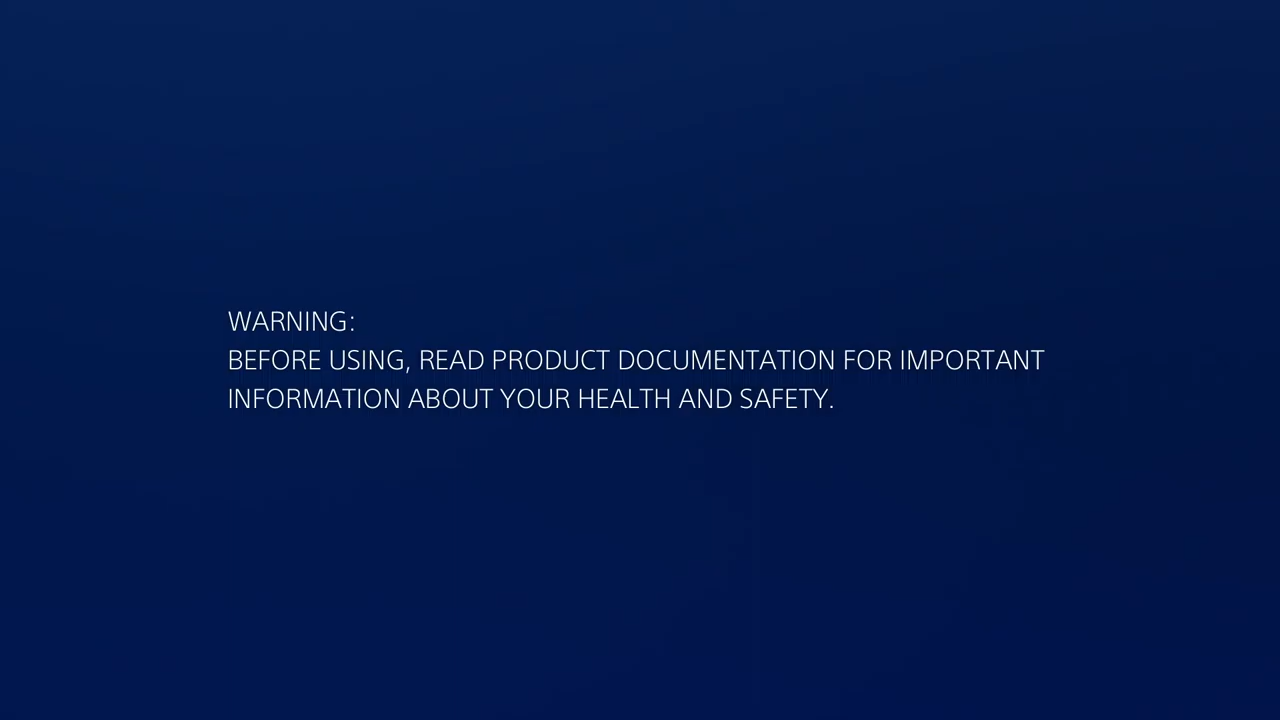 WARNING:
BEFORE USING, READ PRODUCT DOCUMENTATION FOR IMPORTANT
INFORMATION ABOUT YOUR HEALTH AND SAFETY.